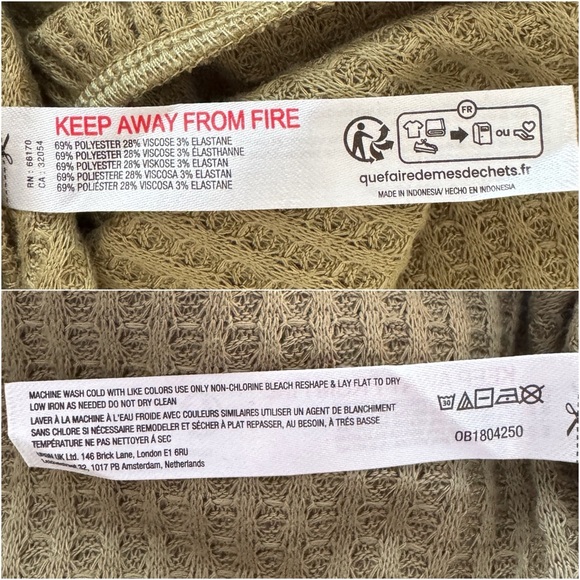 RN : 66170
CA : 32054
KEEP AWAY FROM FIRE
69% POLYESTER 28% VISCOSE 3% ELASTANE
69% POLYESTER 28% VISCOSE 3% ÉLASTHANNE
69% POLYESTER 28% VISKOSE 3% ELASTAN
69% POLIESTERE 28% VISCOSA 3% ELASTAN
69% POLIÉSTER 28% VISCOSA 3% ELASTANE
FR
OU
quefairedemesdechets.fr
MADE IN INDONESIA/ HECHO EN INDONESIA
MACHINE WASH COLD WITH LIKE COLORS USE ONLY NON-CHLORINE BLEACH RESHAPE & LAY FLAT TO DRY
LOW IRON AS NEEDED DO NOT DRY CLEAN
LAVER À LA MACHINE À L'EAU FROIDE AVEC COULEURS SIMILAIRES UTILISER UN AGENT DE BLANCHIMENT
SANS CHLORE SI NÉCESSAIRE REMODELER ET SÉCHER À PLAT REPASSER, AU BESOIN, À TRÈS BASSE
TEMPÉRATURE NE PAS NETTOYER À SEC
UK Ltd. 146 Brick Lane, London E1 6RU
32, 1017 PB Amsterdam, Netherlands
30
OB1804250